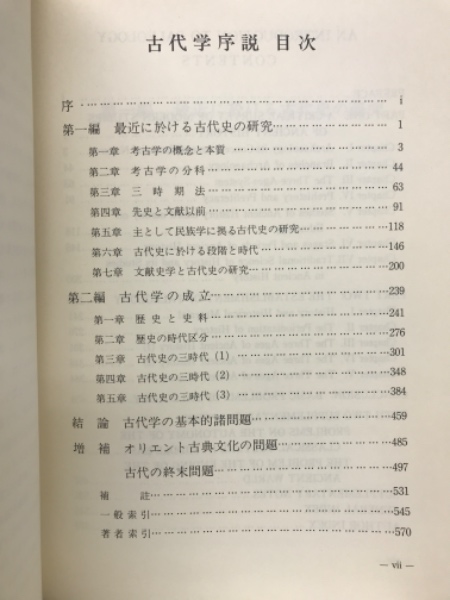 古代学序説 目次
序 ································ i
第一編 最近に於ける古代史の研究 ················ 1
第一章 考古学の概念と本質 ················ 3
第二章 考古学の分科 ················ 44
第三章 三時期法 ················ 63
第四章 先史と文献以前 ················ 91
第五章 主として民族学に拠る古代史の研究 ········ 118
第六章 古代史に於ける段階と時代 ············ 146
第七章 文献史学と古代史の研究 ············ 200
第二編 古代学の成立 ················ 239
第一章 歴史と史料 ················ 241
第二章 歴史の時代区分 ················ 276
第三章 古代史の三時代 (1) ················ 301
第四章 古代史の三時代 (2) ················ 348
第五章 古代史の三時代 (3) ················ 384
結論 古代学の基本的諸問題 ················ 459
増補 オリエント古典文化の問題 ············ 485
古代の終末問題 ················ 497
補註 ················ 531
一般索引 ················ 545
著者索引 ················ 570
— vii —